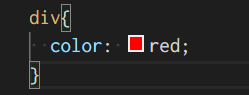 div{
  color: red;
}